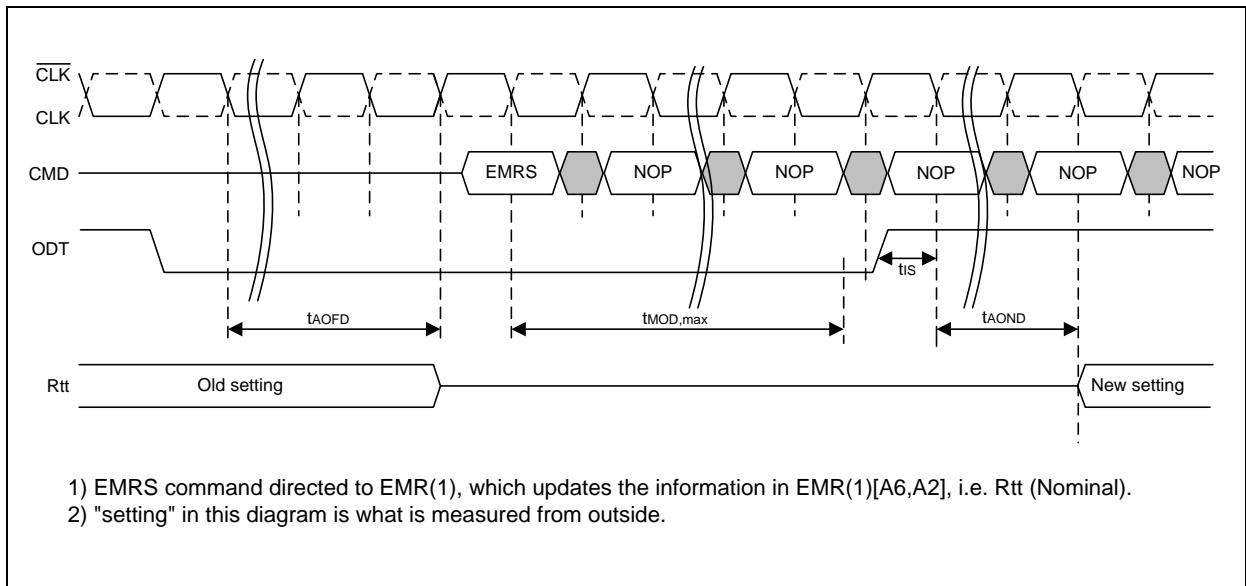 CLK
CLK
CMD EMRS NOP NOP NOP NOP NOP
ODT
tIS
tAOFD tMOD,max tAOND
Rtt Old setting New setting
1) EMRS command directed to EMR(1), which updates the information in EMR(1)[A6,A2], i.e. Rtt (Nominal).
2) "setting" in this diagram is what is measured from outside.